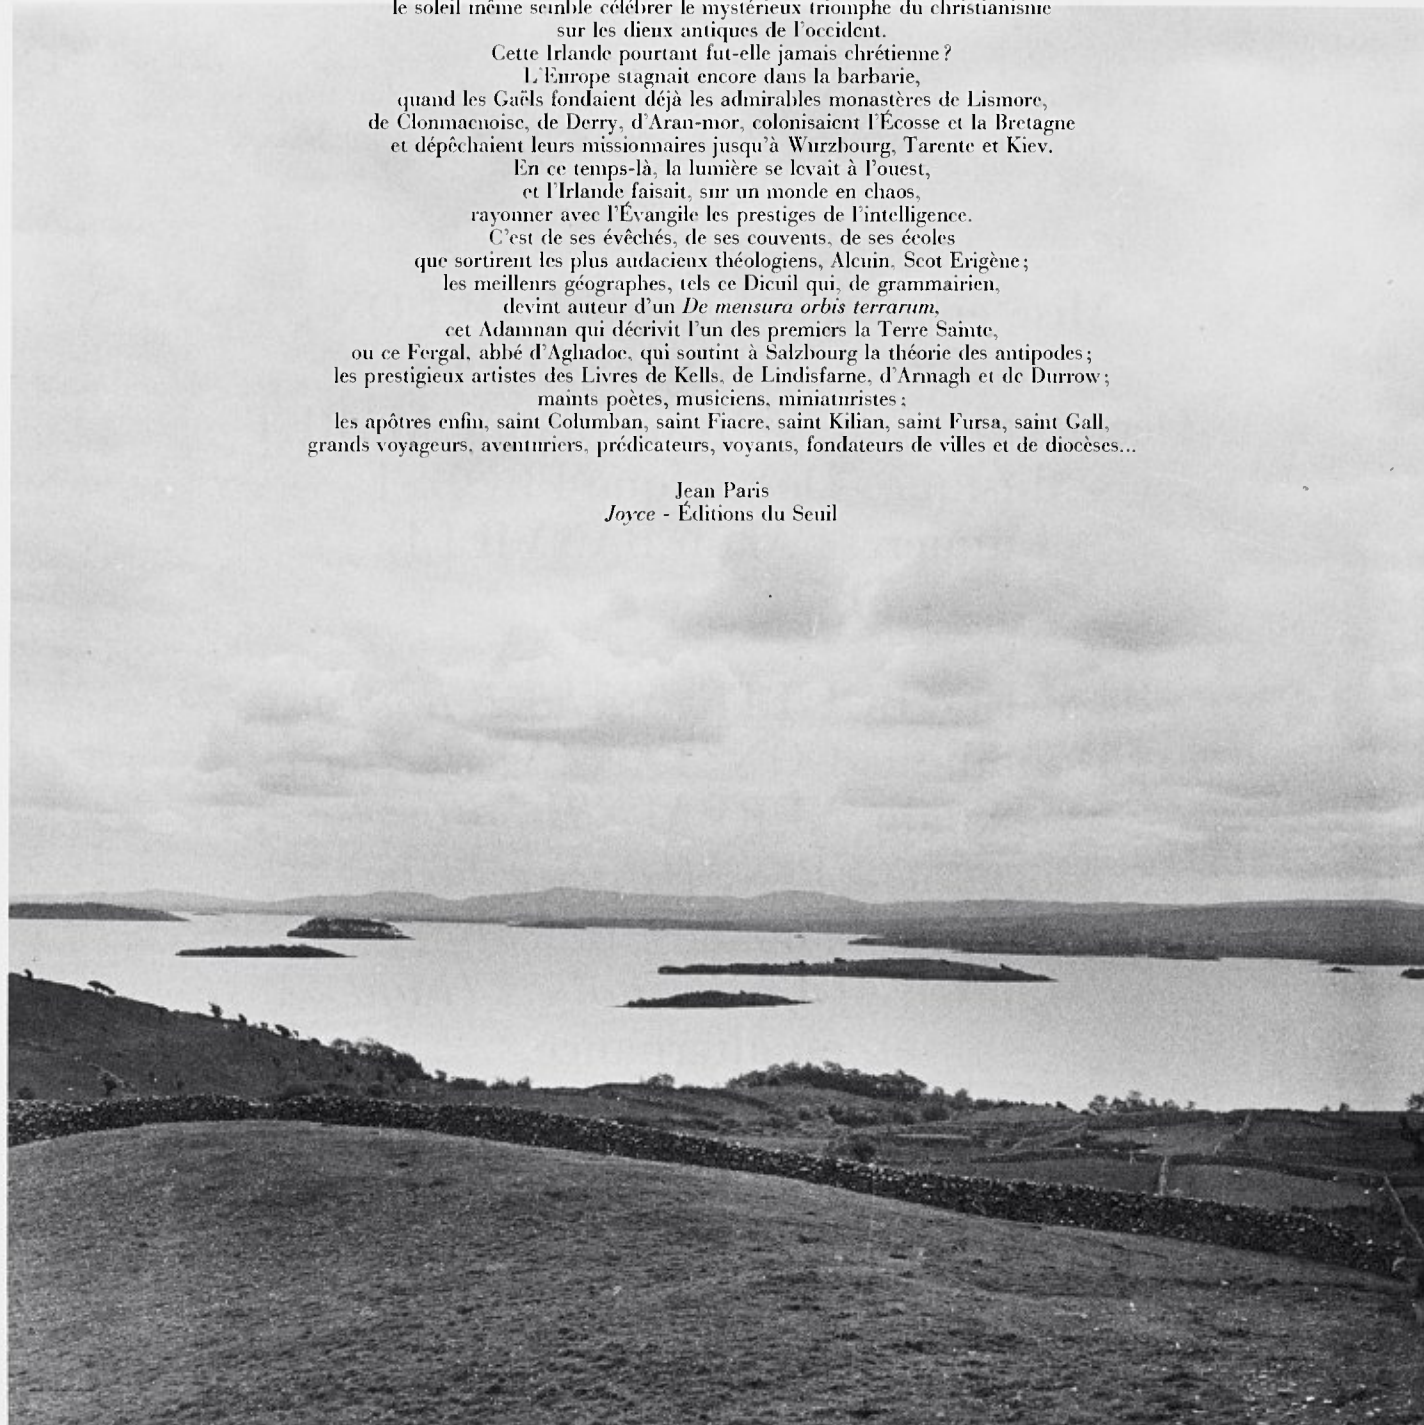 le soleil même semble célébrer le mystérieux triomphe du christianisme
sur les dieux antiques de l'occident.
Cette Irlande pourtant fut-elle jamais chrétienne ?
L'Europe stagnait encore dans la barbarie,
quand les Gaëls fondaient déjà les admirables monastères de Lismore,
de Clonmacnoise, de Derry, d'Aran-mor, colonisaient l'Écosse et la Bretagne
et dépêchaient leurs missionnaires jusqu'à Wurzbourg, Tarente et Kiev.
En ce temps-là, la lumière se levait à l'ouest,
et l'Irlande faisait, sur un monde en chaos,
rayonner avec l'Évangile les prestiges de l'intelligence.
C'est de ses évêchés, de ses couvents, de ses écoles
que sortirent les plus audacieux théologiens, Alcuin, Scot Erigène ;
les meilleurs géographes, tels ce Dicuil qui, de grammairien,
devint auteur d'un De mensura orbis terrarum,
cet Adamnan qui décrivit l'un des premiers la Terre Sainte,
ou ce Fergal, abbé d'Aghadoe, qui soutint à Salzbourg la théorie des antipodes ;
les prestigieux artistes des Livres de Kells, de Lindisfarne, d'Armagh et de Durrow ;
maints poètes, musiciens, miniaturistes ;
les apôtres enfin, saint Columban, saint Fiacre, saint Kilian, saint Fursa, saint Gall,
grands voyageurs, aventuriers, prédicateurs, voyants, fondateurs de villes et de diocèses...
Jean Paris
Joyce - Éditions du Seuil